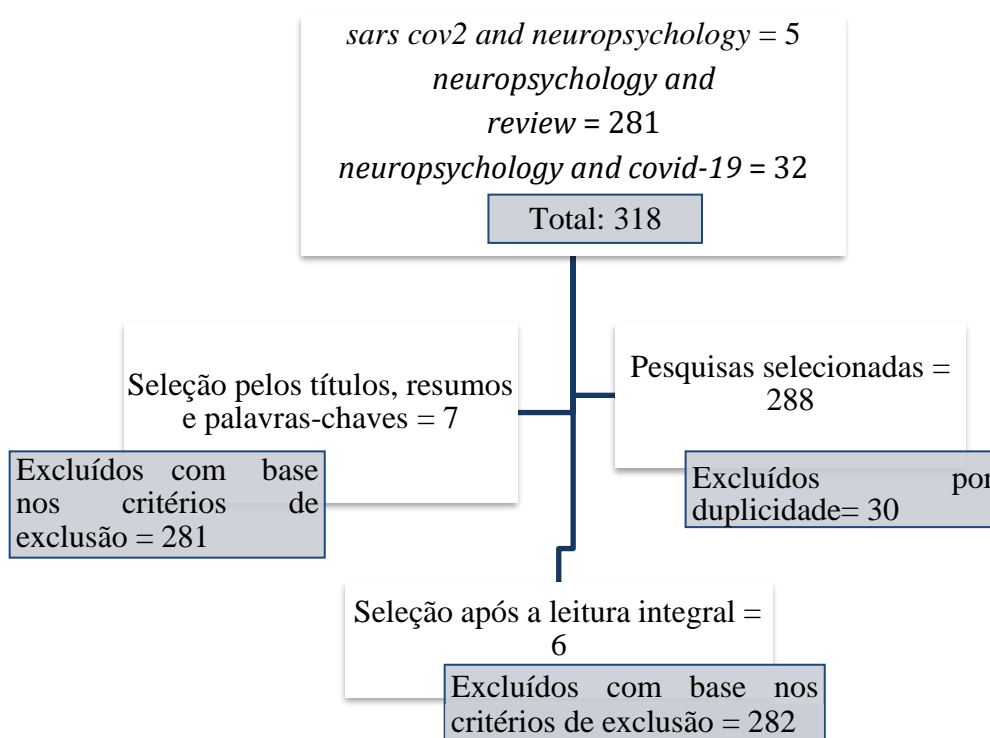 sars cov2 and neuropsychology = 5
neuropsychology and
review = 281
neuropsychology and covid-19 = 32
Total: 318
Seleção pelos títulos, resumos
e palavras-chaves = 7
Excluídos com base
nos critérios de
exclusão = 281
Pesquisas selecionadas =
288
Excluídos por
duplicidade= 30
Seleção após a leitura integral =
6
Excluídos com base nos
critérios de exclusão = 282